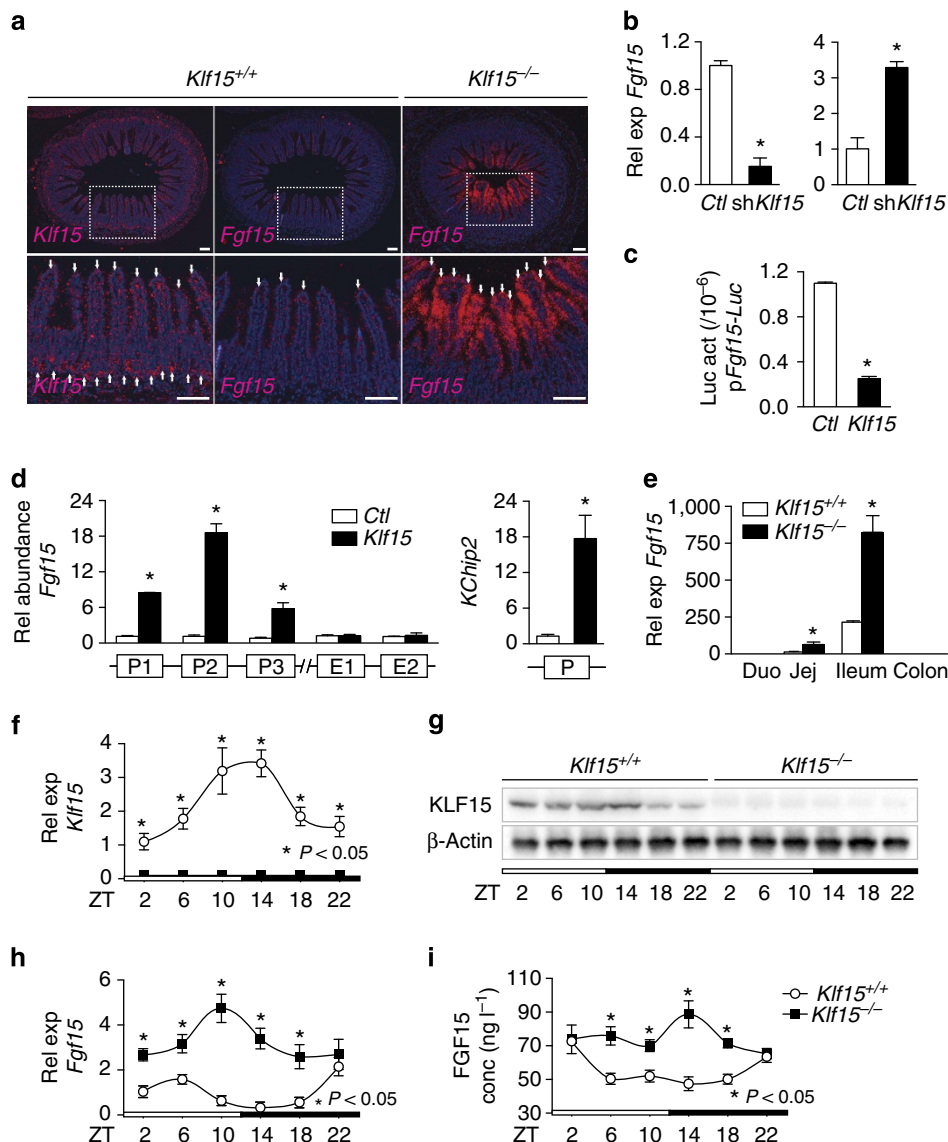 a
Klf15+/+
Klf15−/−
Klf15
Fgf15
Fgf15
Klf15
Fgf15
Fgf15
b
Rel exp Fgf15
1.2
0.8
0.4
0.0
*
Ctl shKlf15
4
3
2
1
0
*
Ctl shKlf15
c
Luc act (/10−6)
pFgf15-Luc
1.2
0.8
0.4
0.0
*
Ctl Klf15
d
Rel abundance
Fgf15
24
18
12
6
0
* * *
Ctl
Klf15
P1 P2 P3 // E1 E2
KChip2
24
18
12
6
0
*
P
e
Rel exp Fgf15
1,000
750
500
250
0
Klf15+/+
Klf15−/−
* *
Duo Jej Ileum Colon
f
Rel exp
Klf15
4
3
2
1
0
* * * * * *
* P < 0.05
ZT 2 6 10 14 18 22
g
Klf15+/+ Klf15−/−
KLF15
β-Actin
ZT 2 6 10 14 18 22 2 6 10 14 18 22
h
Rel exp
Fgf15
6
4
2
0
* * * * *
* P < 0.05
ZT 2 6 10 14 18 22
i
FGF15
conc (ng l−1)
110
90
70
50
30
* * * *
Klf15+/+
Klf15−/−
* P < 0.05
ZT 2 6 10 14 18 22